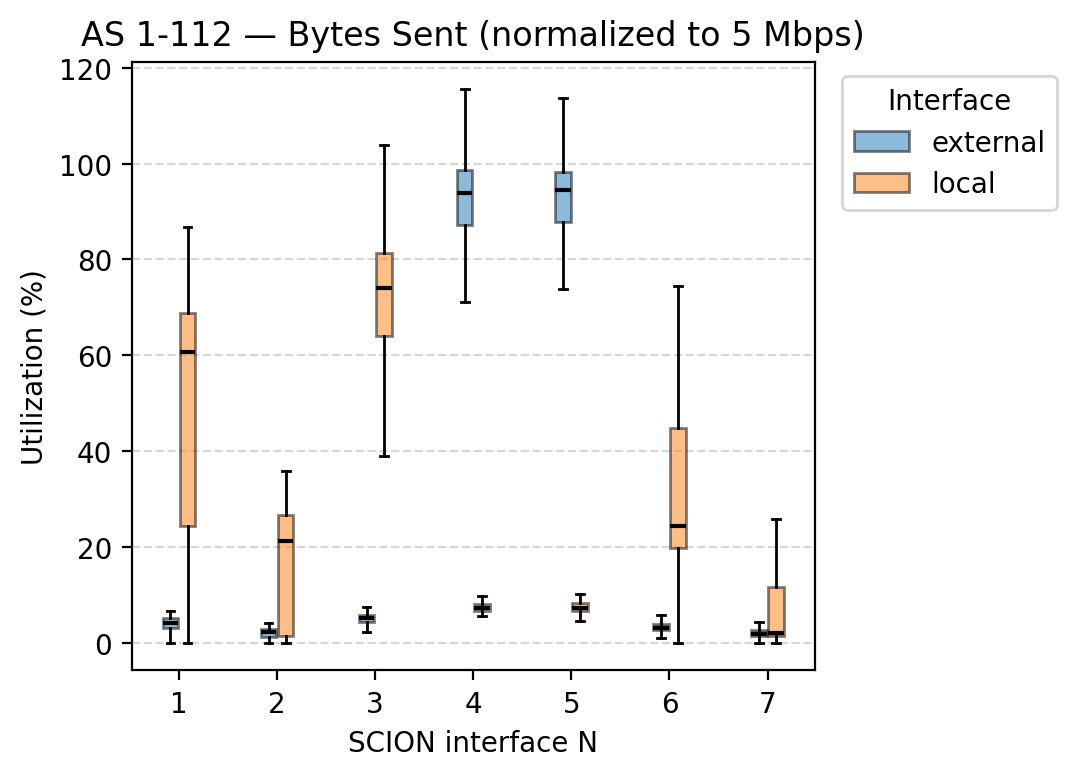 AS 1-112 — Bytes Sent (normalized to 5 Mbps)
Interface
external
local
Utilization (%)
120
100
80
60
40
20
0
1 2 3 4 5 6 7
SCION interface N